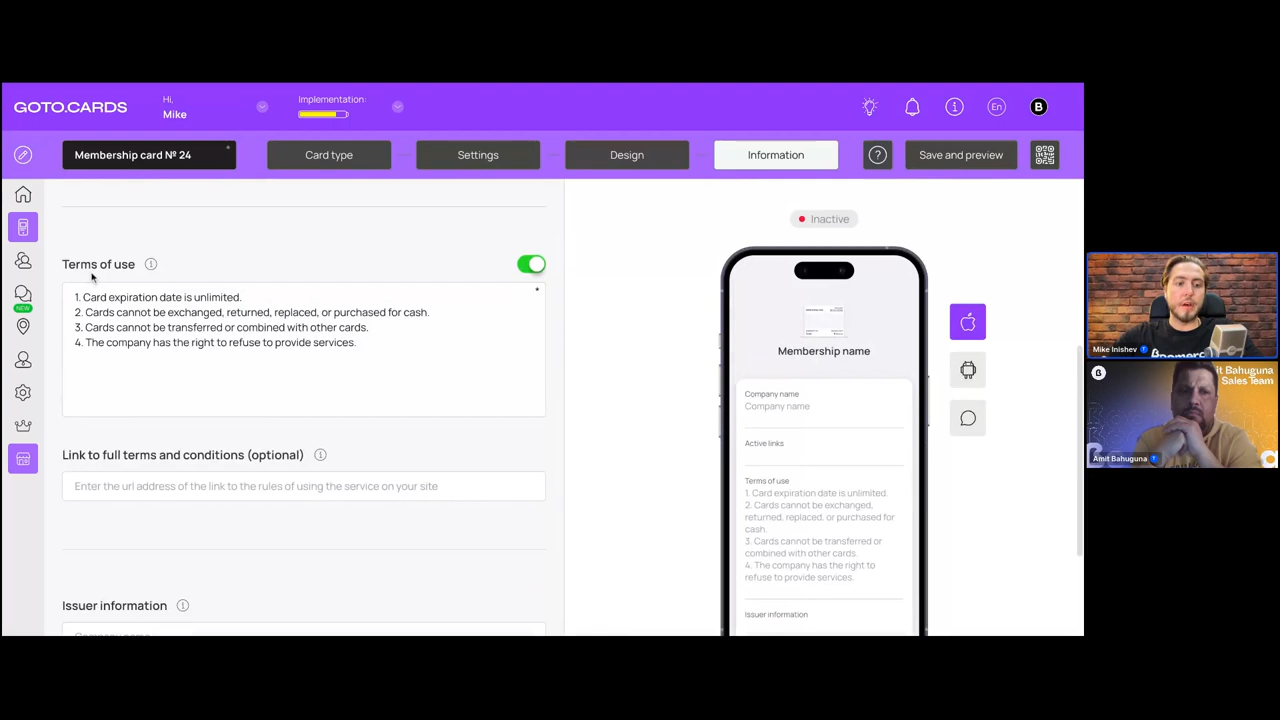 GOTO.CARDS
Hi,
Mike
Implementation:
En
B
Membership card № 24 *
Card type
Settings
Design
Information
?
Save and preview
Terms of use
*
1. Card expiration date is unlimited.
2. Cards cannot be exchanged, returned, replaced, or purchased for cash.
3. Cards cannot be transferred or combined with other cards.
4. The company has the right to refuse to provide services.
NEW
Link to full terms and conditions (optional)
Enter the url address of the link to the rules of using the service on your site
Issuer information
Company name
Inactive
Membership name
Company name
Company name
Active links
Terms of use
1. Card expiration date is unlimited.
2. Cards cannot be exchanged,
returned, replaced, or purchased for
cash.
3. Cards cannot be transferred or
combined with other cards.
4. The company has the right to
refuse to provide services.
Issuer information
Mike Inishev
it Bahuguna
Sales Team
Amit Bahuguna